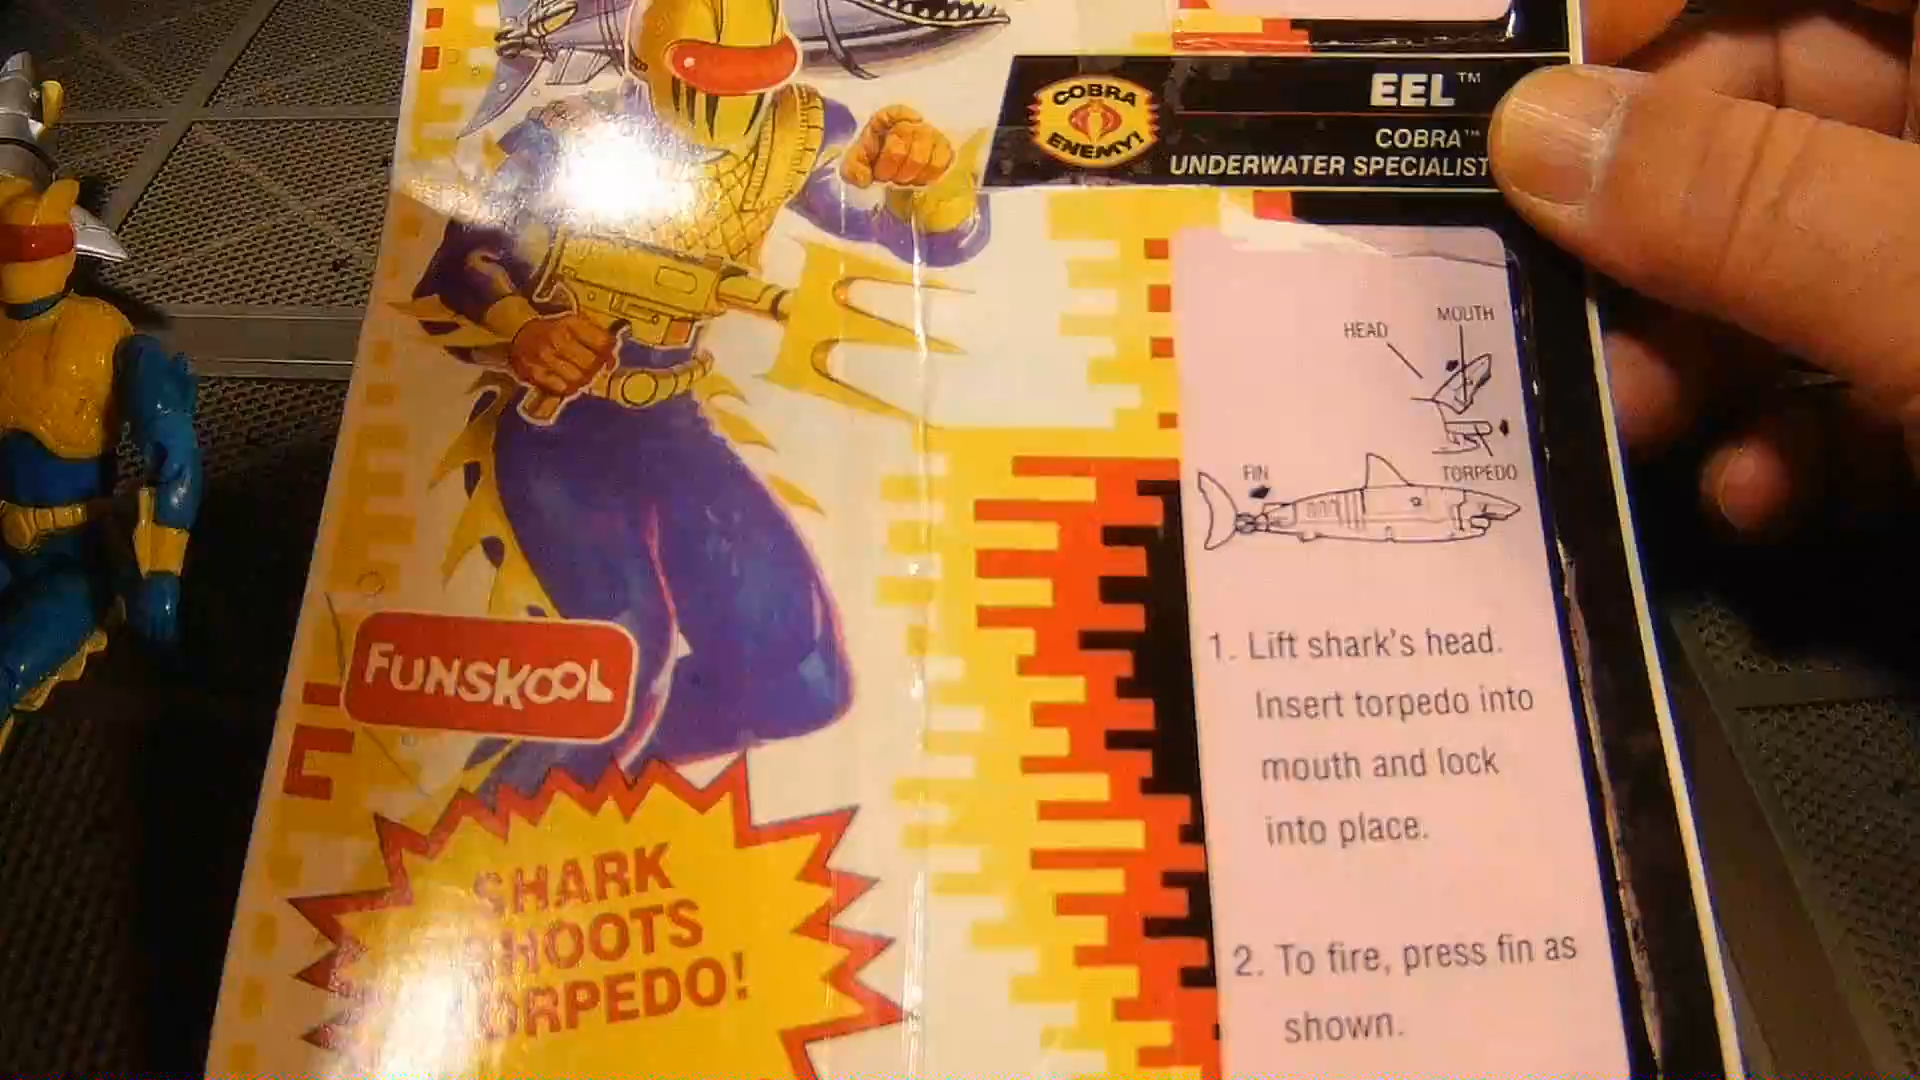 COBRA
ENEMY!
EEL™
COBRA™
UNDERWATER SPECIALIST
MOUTH
HEAD
FIN
TORPEDO
1. Lift shark's head.
Insert torpedo into
mouth and lock
into place.
2. To fire, press fin as
shown.
FUNSKOOL
SHARK
SHOOTS
TORPEDO!